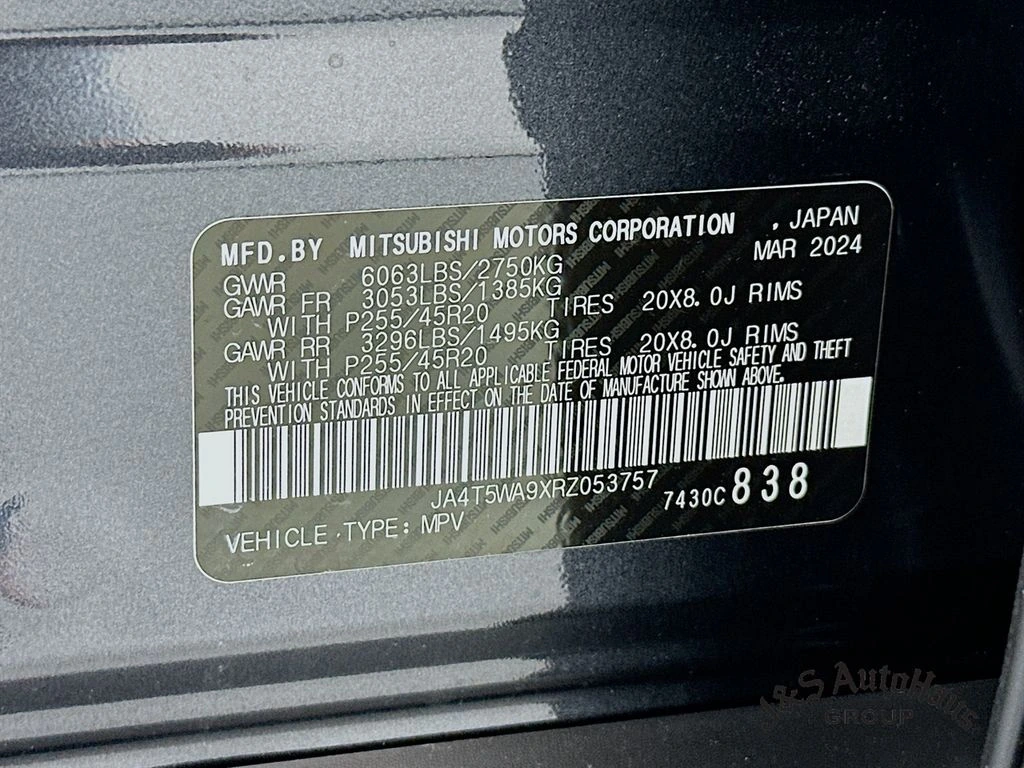 MFD.BY MITSUBISHI MOTORS CORPORATION , JAPAN
MAR 2024
GVWR 6063LBS/2750KG
GAWR FR 3053LBS/1385KG
WITH P255/45R20 TIRES 20X8.0J RIMS
GAWR RR 3296LBS/1495KG
WITH P255/45R20 TIRES 20X8.0J RIMS
THIS VEHICLE CONFORMS TO ALL APPLICABLE FEDERAL MOTOR VEHICLE SAFETY AND THEFT
PREVENTION STANDARDS IN EFFECT ON THE DATE OF MANUFACTURE SHOWN ABOVE.
JA4T5WA9XRZ053757 7430C 838
VEHICLE TYPE: MPV
J&S AutoHaus
GROUP